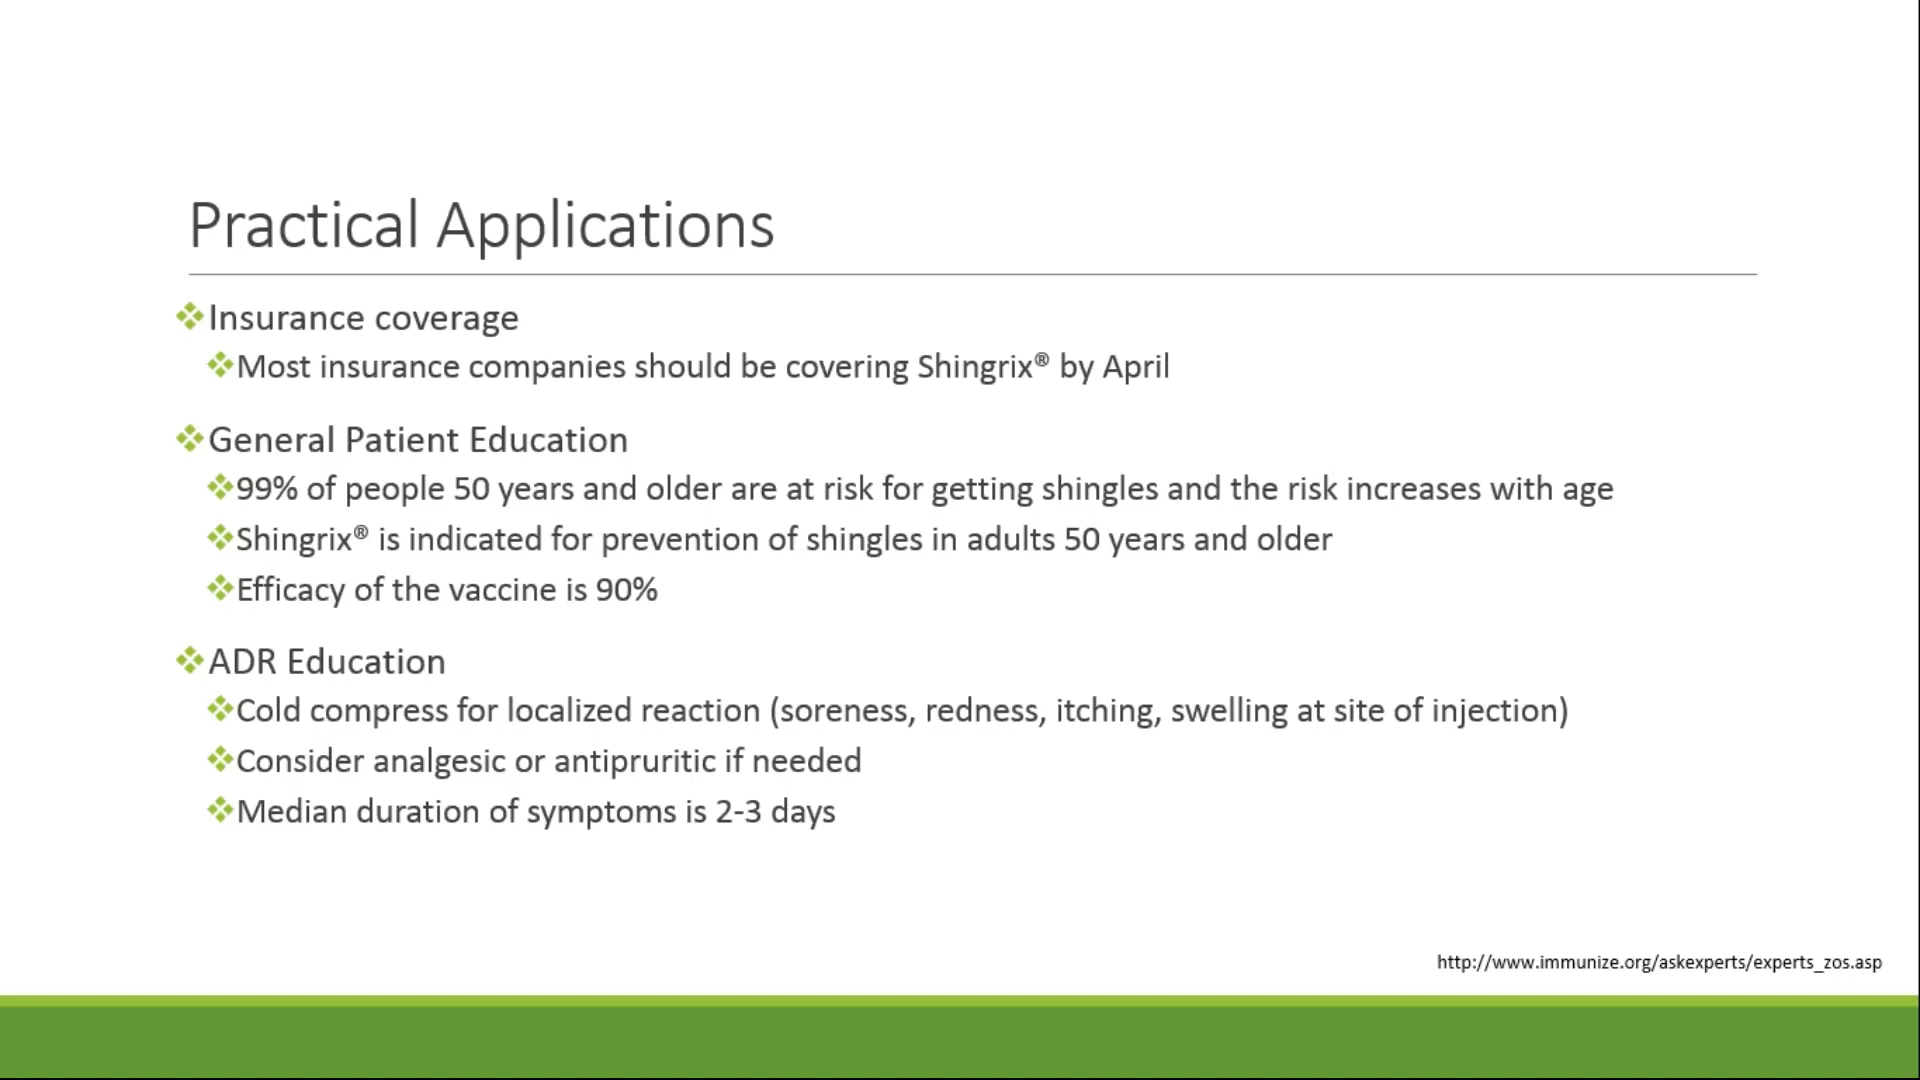 Practical Applications
Insurance coverage
Most insurance companies should be covering Shingrix® by April
General Patient Education
99% of people 50 years and older are at risk for getting shingles and the risk increases with age
Shingrix® is indicated for prevention of shingles in adults 50 years and older
Efficacy of the vaccine is 90%
ADR Education
Cold compress for localized reaction (soreness, redness, itching, swelling at site of injection)
Consider analgesic or antipruritic if needed
Median duration of symptoms is 2-3 days
http://www.immunize.org/askexperts/experts_zos.asp